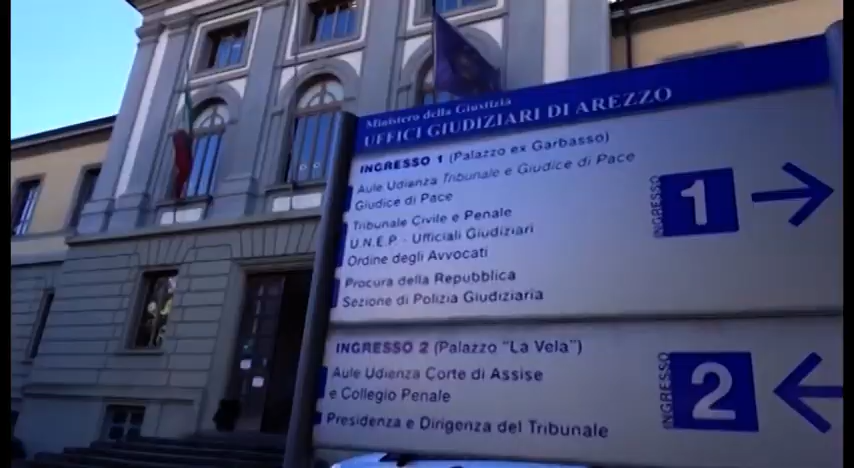 Ministero della Giustizia
UFFICI GIUDIZIARI DI AREZZO
INGRESSO 1 (Palazzo ex Garbasso)
Aule Udienza Tribunale e Giudice di Pace
Giudice di Pace
Tribunale Civile e Penale
U.N.E.P. - Ufficiali Giudiziari
Ordine degli Avvocati
Procura della Repubblica
Sezione di Polizia Giudiziaria
INGRESSO 1
INGRESSO 2 (Palazzo "La Vela")
Aule Udienza Corte di Assise
e Collegio Penale
Presidenza e Dirigenza del Tribunale
INGRESSO 2